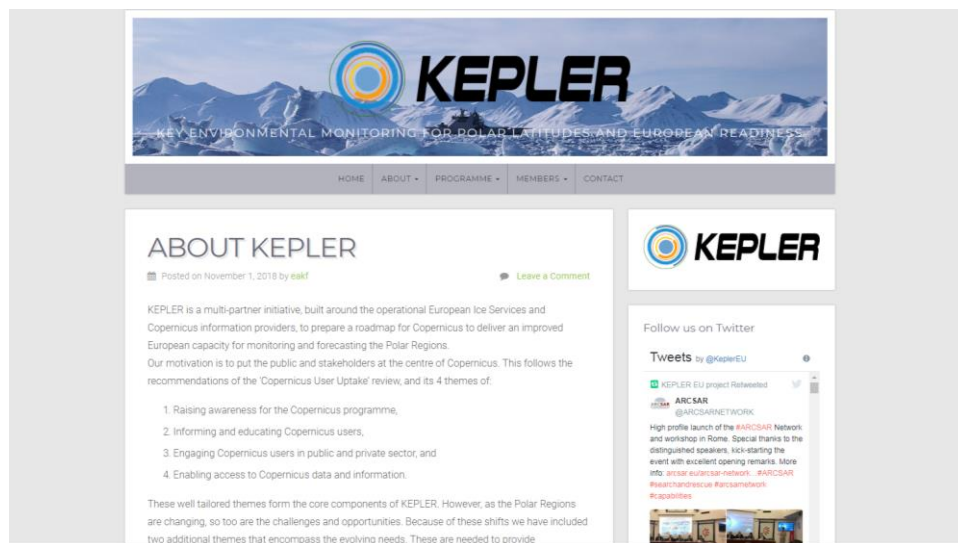 KEPLER
KEY ENVIRONMENTAL MONITORING FOR POLAR LATITUDES AND EUROPEAN READINESS
HOME ABOUT PROGRAMME MEMBERS CONTACT
ABOUT KEPLER
Posted on November 1, 2018 by eakf Leave a Comment
KEPLER is a multi-partner initiative, built around the operational European Ice Services and
Copernicus information providers, to prepare a roadmap for Copernicus to deliver an improved
European capacity for monitoring and forecasting the Polar Regions.
Our motivation is to put the public and stakeholders at the centre of Copernicus. This follows the
recommendations of the 'Copernicus User Uptake' review, and its 4 themes of:
1. Raising awareness for the Copernicus programme,
2. Informing and educating Copernicus users,
3. Engaging Copernicus users in public and private sector, and
4. Enabling access to Copernicus data and information.
These well tailored themes form the core components of KEPLER. However, as the Polar Regions
are changing, so too are the challenges and opportunities. Because of these shifts we have included
two additional themes that encompass the evolving needs. These are needed to provide
KEPLER
Follow us on Twitter
Tweets by @KeplerEU
KEPLER EU project Retweeted
ARCSAR
@ARCSARNETWORK
High profile launch of the #ARCSAR Network
and workshop in Rome. Special thanks to the
distinguished speakers, kick-starting the
event with excellent opening remarks. More
info: arcsar.eu/arcsar-network... #ARCSAR
#searchandrescue #arcsarnetwork
#capabilities